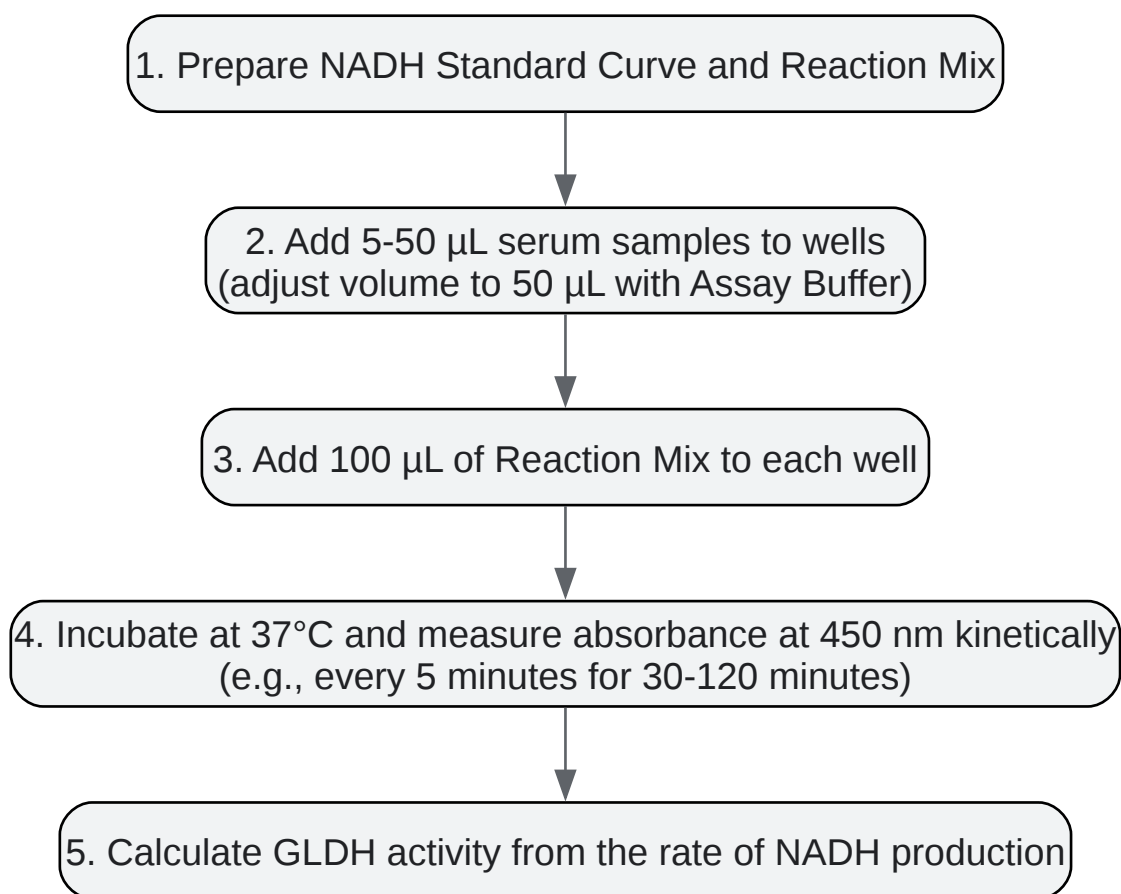 1. Prepare NADH Standard Curve and Reaction Mix
2. Add 5-50 µL serum samples to wells
(adjust volume to 50 µL with Assay Buffer)
3. Add 100 µL of Reaction Mix to each well
4. Incubate at 37°C and measure absorbance at 450 nm kinetically
(e.g., every 5 minutes for 30-120 minutes)
5. Calculate GLDH activity from the rate of NADH production